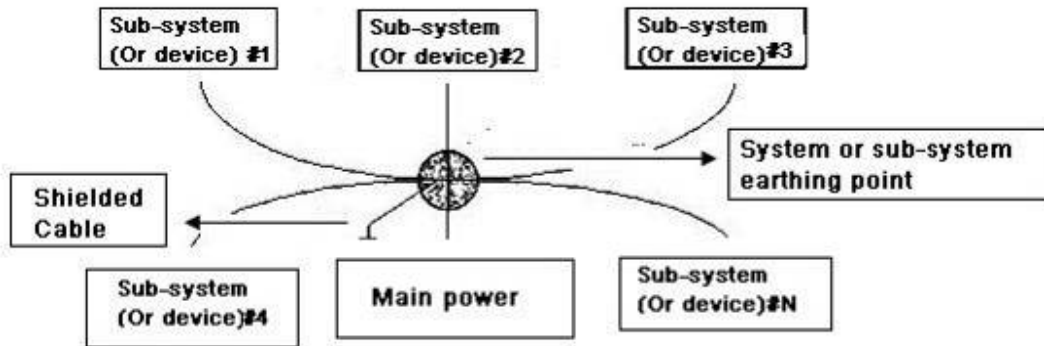 Sub-system
(Or device) #1
Sub-system
(Or device)#2
Sub-system
(Or device)#3
System or sub-system
earthing point
Shielded
Cable
Sub-system
(Or device)#4
Main power
Sub-system
(Or device)#N